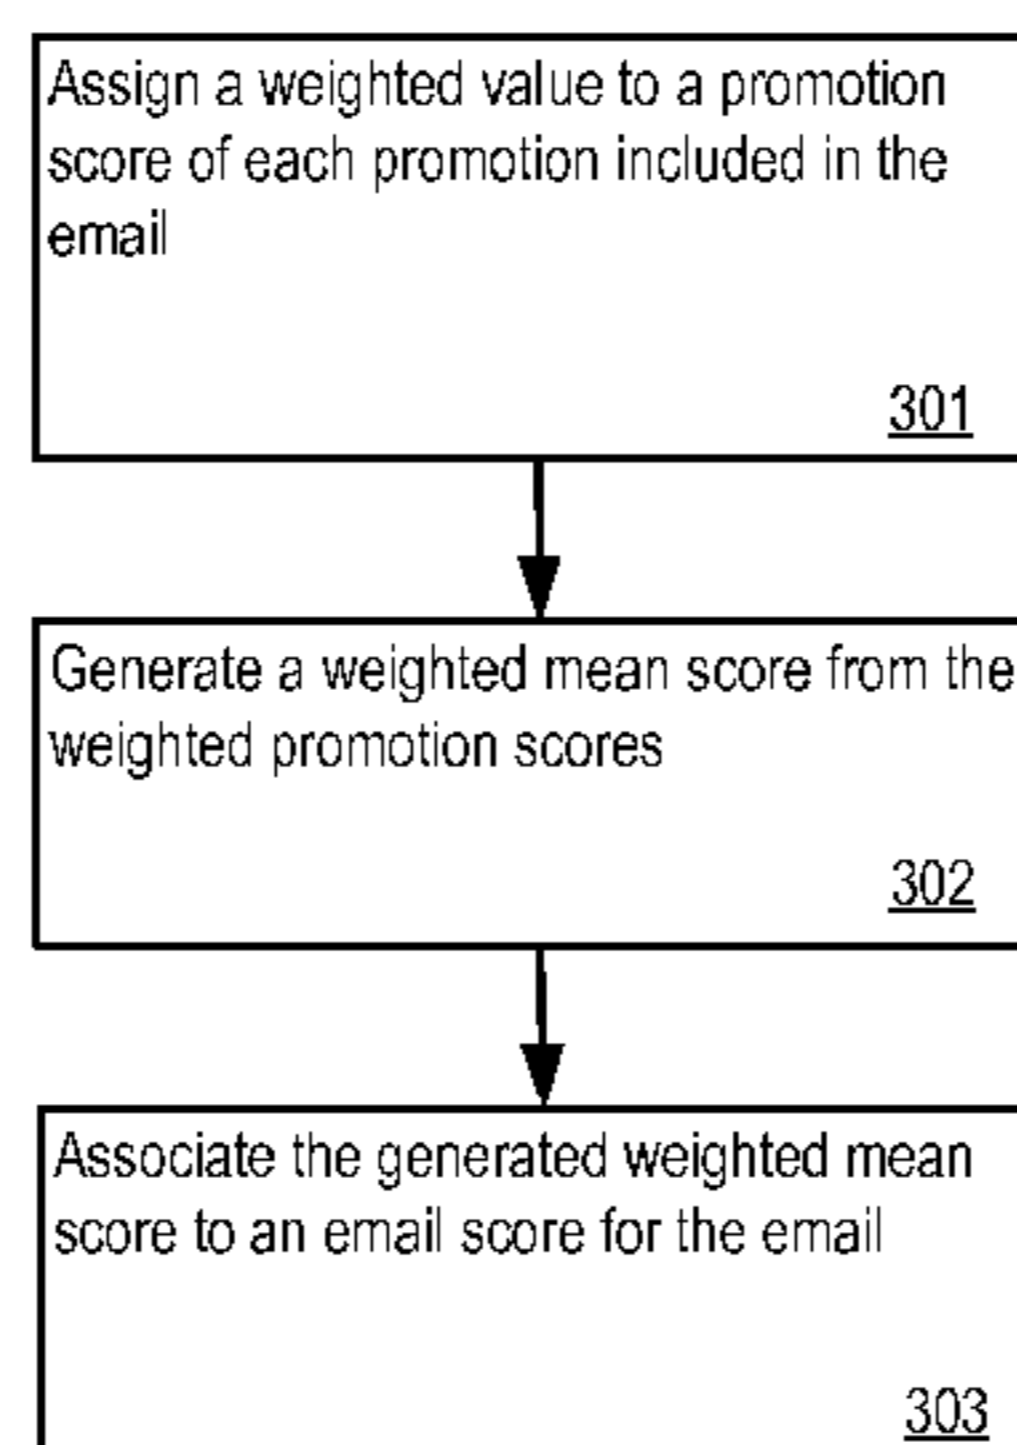 Assign a weighted value to a promotion
score of each promotion included in the
email
301
Generate a weighted mean score from the
weighted promotion scores
302
Associate the generated weighted mean
score to an email score for the email
303